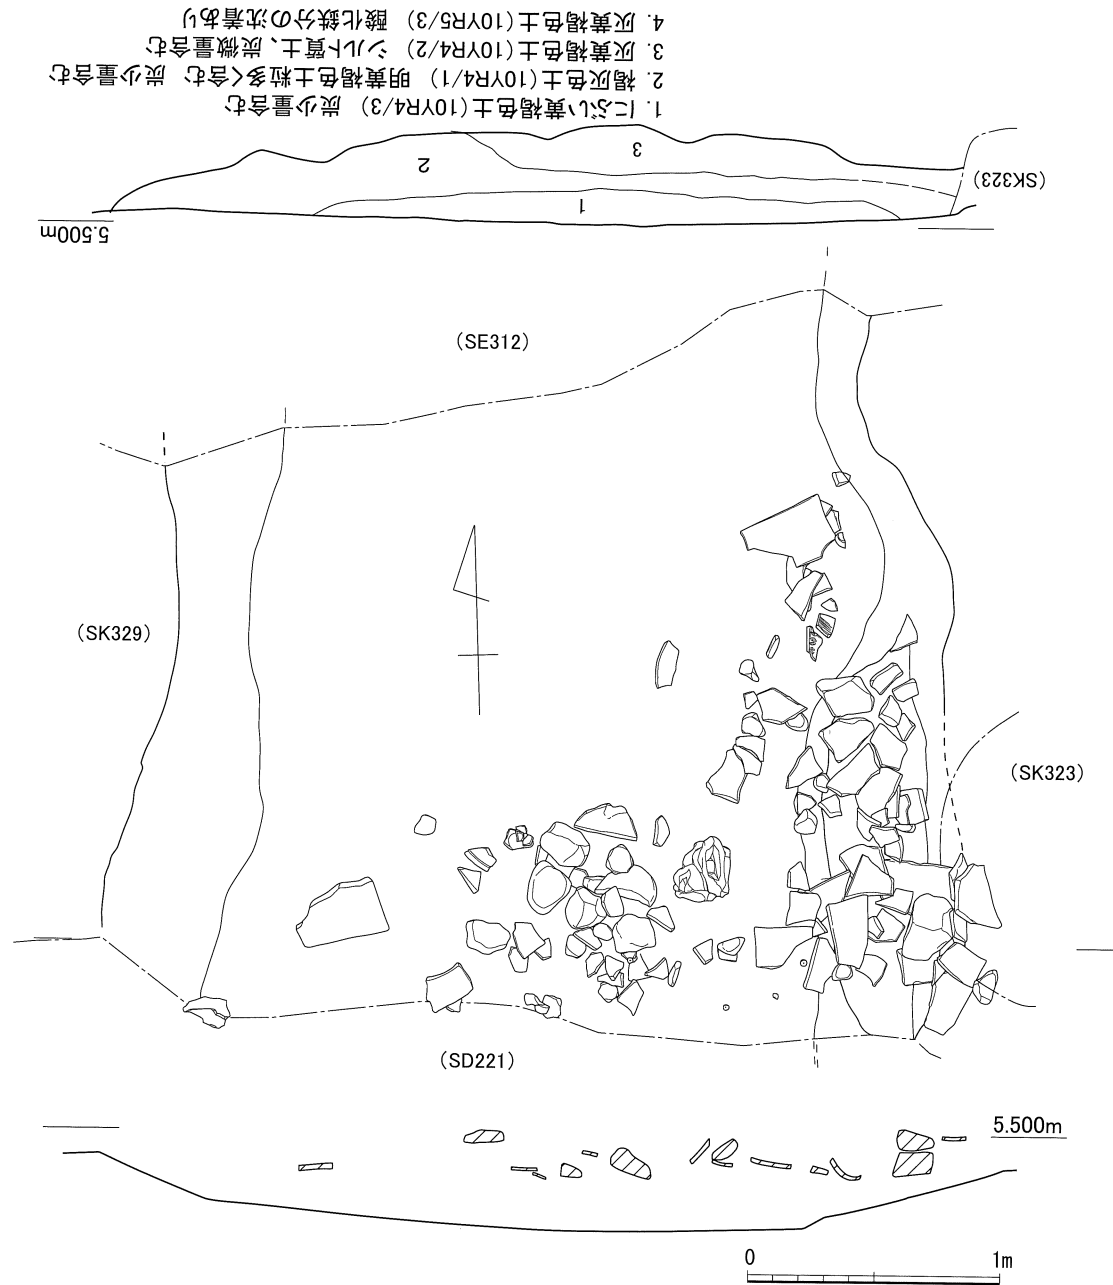 1. にぶい黄褐色土(10YR4/3) 炭少量含む
2. 褐灰色土(10YR4/1) 明黄褐色土粒多く含む 炭少量含む
3. 灰黄褐色土(10YR4/2) シルト質土、炭微量含む
4. 灰黄褐色土(10YR5/3) 酸化鉄分の沈着あり
3
2
(SK323)
1
5.500m
(SE312)
(SK329)
(SK323)
(SD221)
5.500m
0
1m